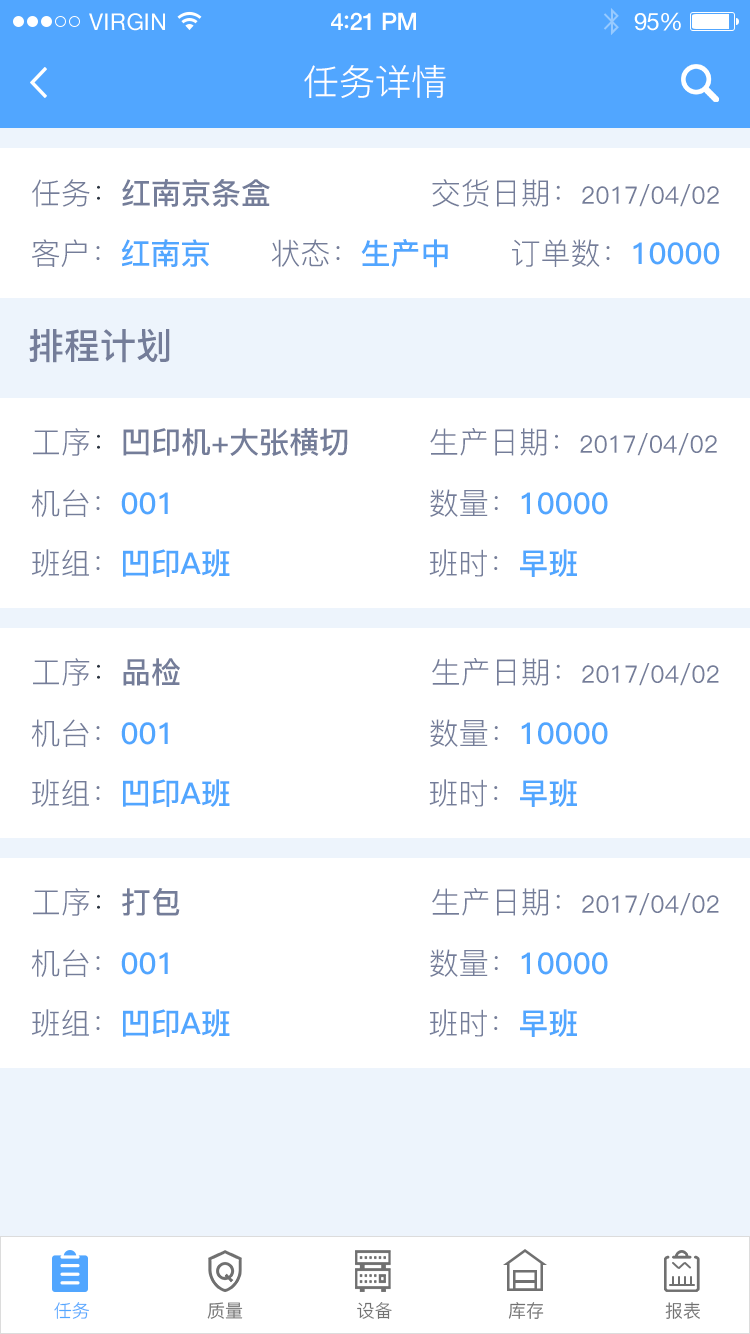 VIRGIN 4:21 PM 95%
任务详情
任务： 红南京条盒 交货日期： 2017/04/02
客户： 红南京 状态： 生产中 订单数： 10000
排程计划
工序： 凹印机+大张横切 生产日期： 2017/04/02
机台： 001 数量： 10000
班组： 凹印A班 班时： 早班
工序： 品检 生产日期： 2017/04/02
机台： 001 数量： 10000
班组： 凹印A班 班时： 早班
工序： 打包 生产日期： 2017/04/02
机台： 001 数量： 10000
班组： 凹印A班 班时： 早班
任务 质量 设备 库存 报表